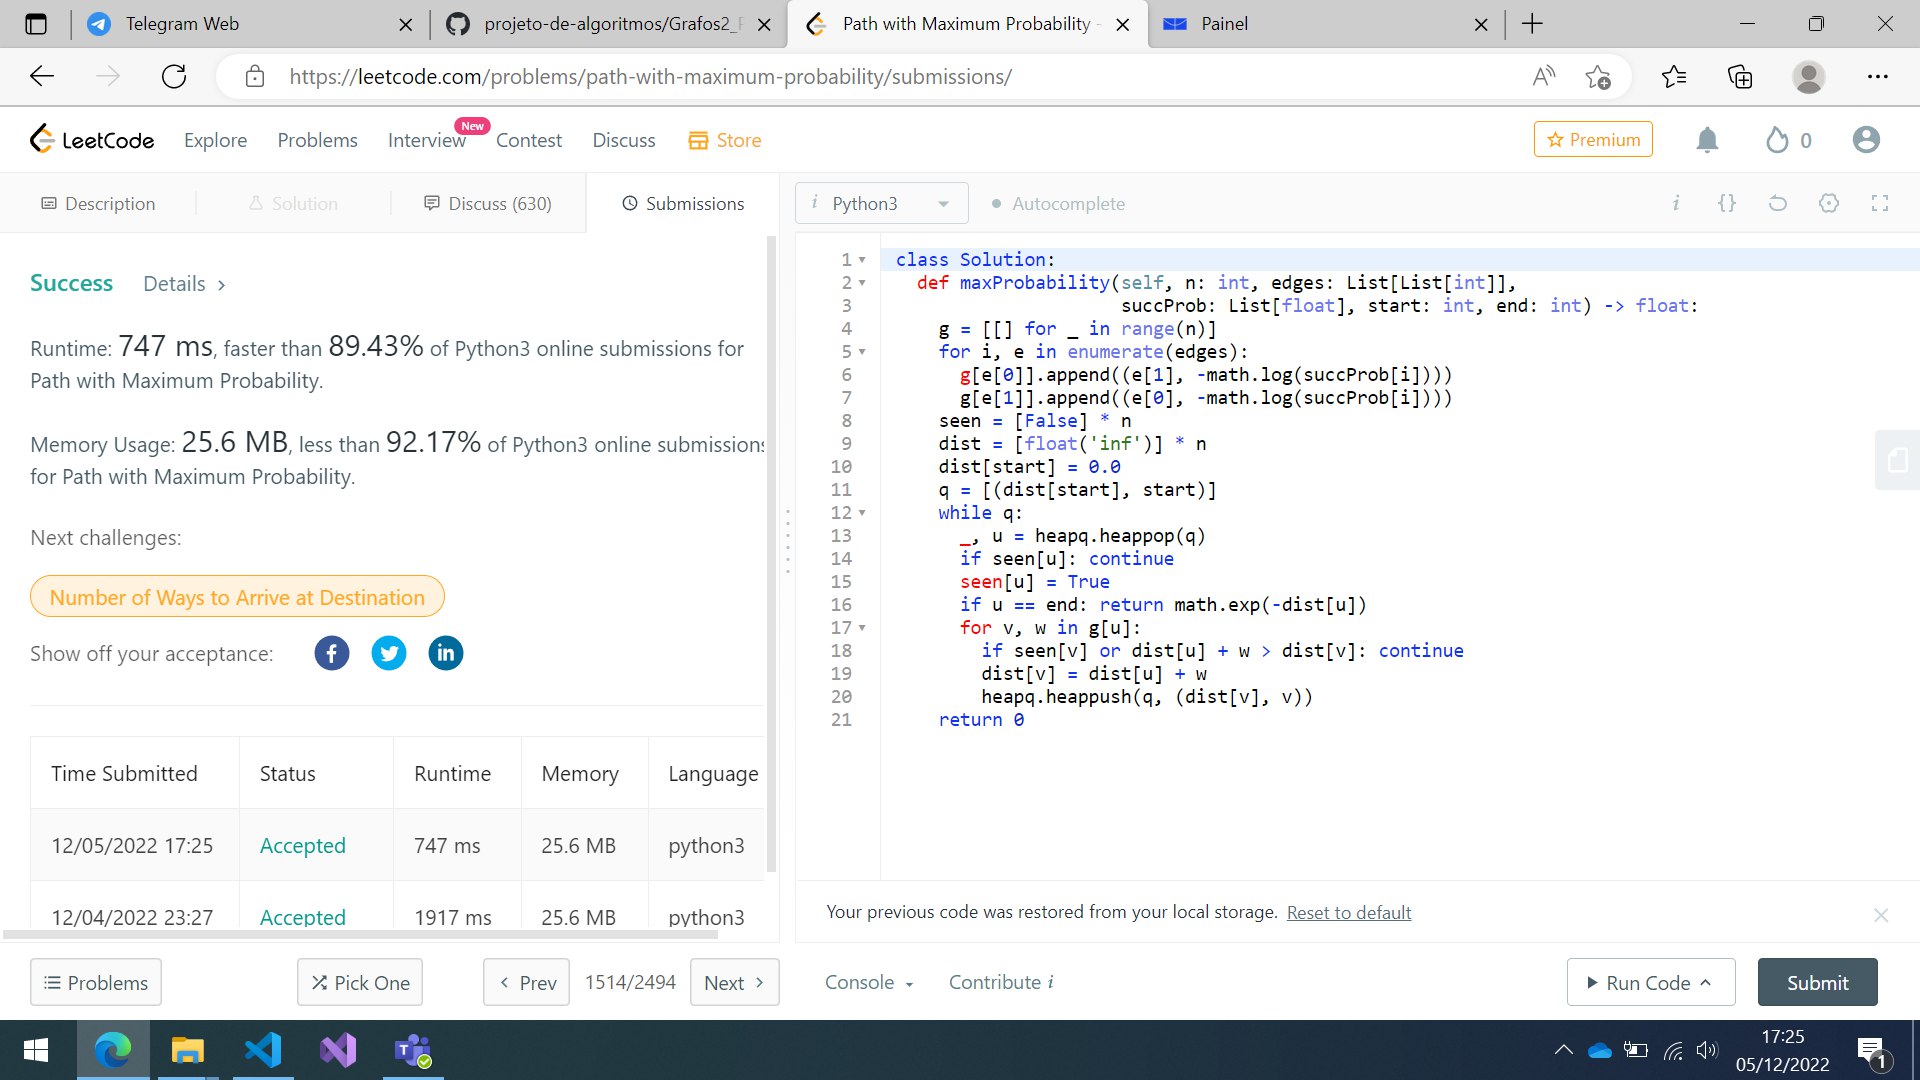 Telegram Web
projeto-de-algoritmos/Grafos2_
Path with Maximum Probability -
Painel
https://leetcode.com/problems/path-with-maximum-probability/submissions/
LeetCode
Explore
Problems
Interview
New
Contest
Discuss
Store
Premium
0
Description
Solution
Discuss (630)
Submissions
i Python3
Autocomplete
i {}
Success
Details
Runtime: 747 ms, faster than 89.43% of Python3 online submissions for
Path with Maximum Probability.
Memory Usage: 25.6 MB, less than 92.17% of Python3 online submissions
for Path with Maximum Probability.
Next challenges:
Number of Ways to Arrive at Destination
Show off your acceptance:
Time Submitted Status Runtime Memory Language
12/05/2022 17:25 Accepted 747 ms 25.6 MB python3
12/04/2022 23:27 Accepted 1917 ms 25.6 MB python3
1 class Solution:
2 def maxProbability(self, n: int, edges: List[List[int]],
3 succProb: List[float], start: int, end: int) -> float:
4 g = [[] for _ in range(n)]
5 for i, e in enumerate(edges):
6 g[e[0]].append((e[1], -math.log(succProb[i])))
7 g[e[1]].append((e[0], -math.log(succProb[i])))
8 seen = [False] * n
9 dist = [float('inf')] * n
10 dist[start] = 0.0
11 q = [(dist[start], start)]
12 while q:
13 _, u = heapq.heappop(q)
14 if seen[u]: continue
15 seen[u] = True
16 if u == end: return math.exp(-dist[u])
17 for v, w in g[u]:
18 if seen[v] or dist[u] + w > dist[v]: continue
19 dist[v] = dist[u] + w
20 heapq.heappush(q, (dist[v], v))
21 return 0
Your previous code was restored from your local storage. Reset to default
Problems
Pick One
Prev
1514/2494
Next
Console
Contribute i
Run Code
Submit
17:25
05/12/2022
1